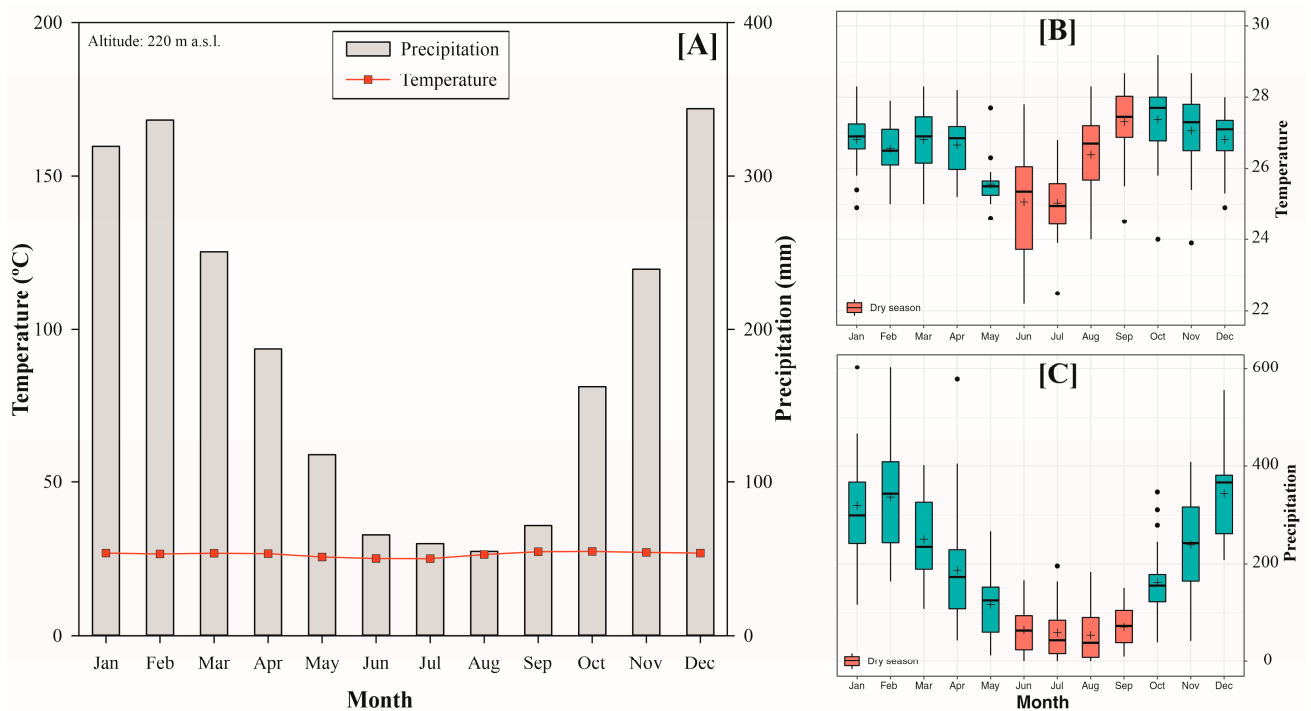 200
150
100
50
0
Temperature (ºC)
Altitude: 220 m a.s.l.
Precipitation
Temperature
[A]
400
300
200
100
0
Precipitation (mm)
Jan Feb Mar Apr May Jun Jul Aug Sep Oct Nov Dec
Month
[B]
30
28
26
24
22
Temperature
Dry season
Jan Feb Mar Apr May Jun Jul Aug Sep Oct Nov Dec
[C]
600
400
200
0
Precipitation
Dry season
Jan Feb Mar Apr May Jun Jul Aug Sep Oct Nov Dec
Month